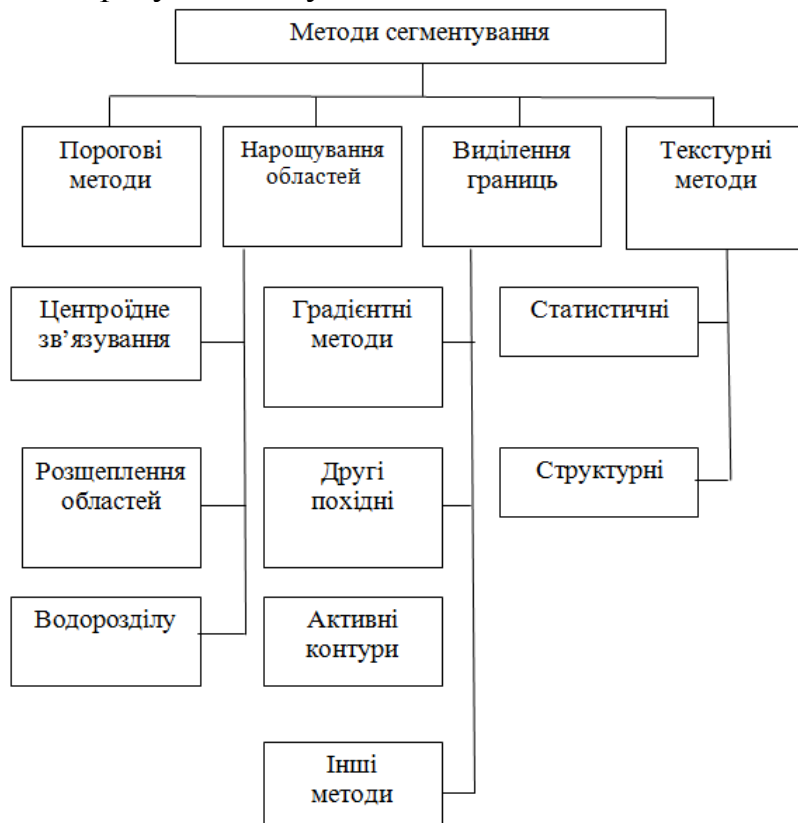 Методи сегментування
Порогові
методи
Нарощування
областей
Виділення
границь
Текстурні
методи
Центроїдне
зв’язування
Градієнтні
методи
Статистичні
Розщеплення
областей
Другі
похідні
Структурні
Водорозділу
Активні
контури
Інші
методи